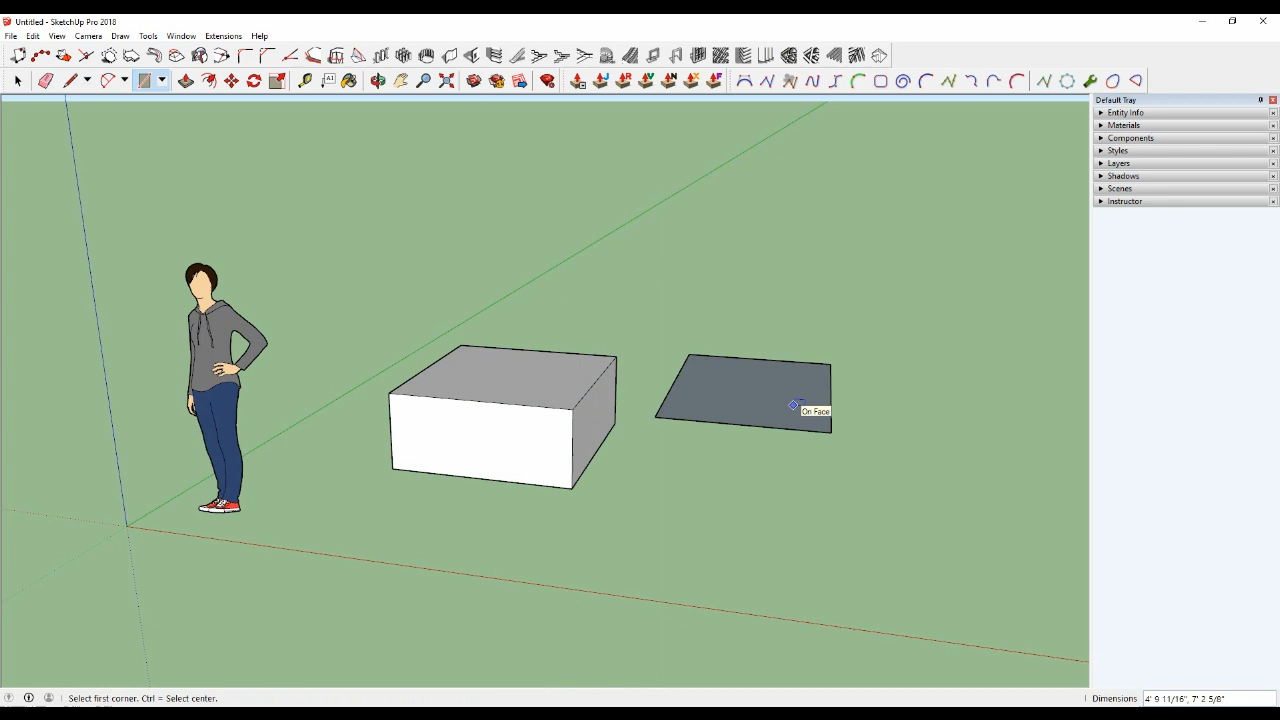 Untitled - SketchUp Pro 2018
File Edit View Camera Draw Tools Window Extensions Help
A1
J R V N X F
Default Tray
Entity Info
Materials
Components
Styles
Layers
Shadows
Scenes
Instructor
On Face
Select first corner. Ctrl = Select center.
Dimensions 4' 9 11/16", 7' 2 5/8"